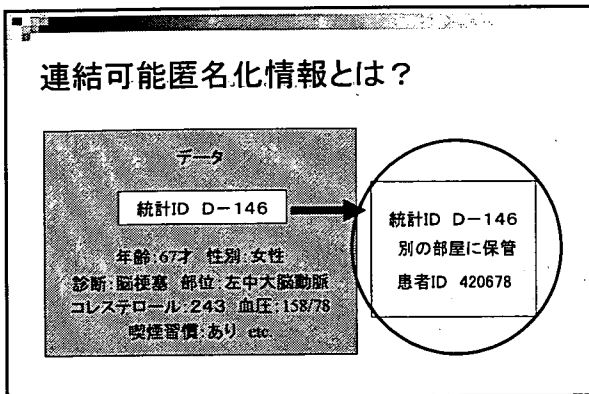 連結可能匿名化情報とは？
データ
統計ID D－146
年齢:67才 性別:女性
診断:脳梗塞 部位:左中大脳動脈
コレステロール:243 血圧:158/78
喫煙習慣:あり etc.
統計ID D－146
別の部屋に保管
患者ID 420678